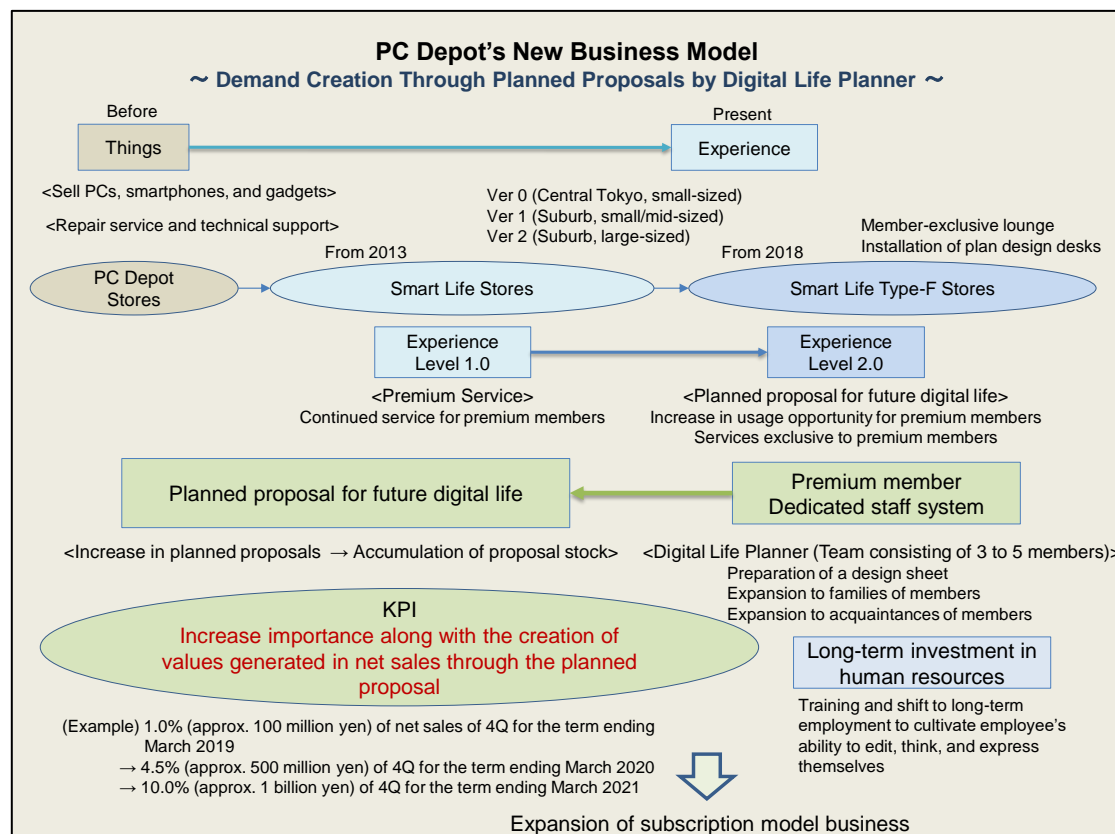 PC Depot's New Business Model
～ Demand Creation Through Planned Proposals by Digital Life Planner ～
Before
Present
Things
Experience
<Sell PCs, smartphones, and gadgets>
<Repair service and technical support>
Ver 0 (Central Tokyo, small-sized)
Ver 1 (Suburb, small/mid-sized)
Ver 2 (Suburb, large-sized)
Member-exclusive lounge
Installation of plan design desks
From 2013
From 2018
PC Depot
Stores
Smart Life Stores
Smart Life Type-F Stores
Experience
Level 1.0
Experience
Level 2.0
<Premium Service>
Continued service for premium members
<Planned proposal for future digital life>
Increase in usage opportunity for premium members
Services exclusive to premium members
Planned proposal for future digital life
Premium member
Dedicated staff system
<Increase in planned proposals → Accumulation of proposal stock>
<Digital Life Planner (Team consisting of 3 to 5 members)>
Preparation of a design sheet
Expansion to families of members
Expansion to acquaintances of members
KPI
Increase importance along with the creation of
values generated in net sales through the planned
proposal
Long-term investment in
human resources
Training and shift to long-term
employment to cultivate employee's
ability to edit, think, and express
themselves
(Example) 1.0% (approx. 100 million yen) of net sales of 4Q for the term ending
March 2019
→ 4.5% (approx. 500 million yen) of 4Q for the term ending March 2020
→ 10.0% (approx. 1 billion yen) of 4Q for the term ending March 2021
Expansion of subscription model business